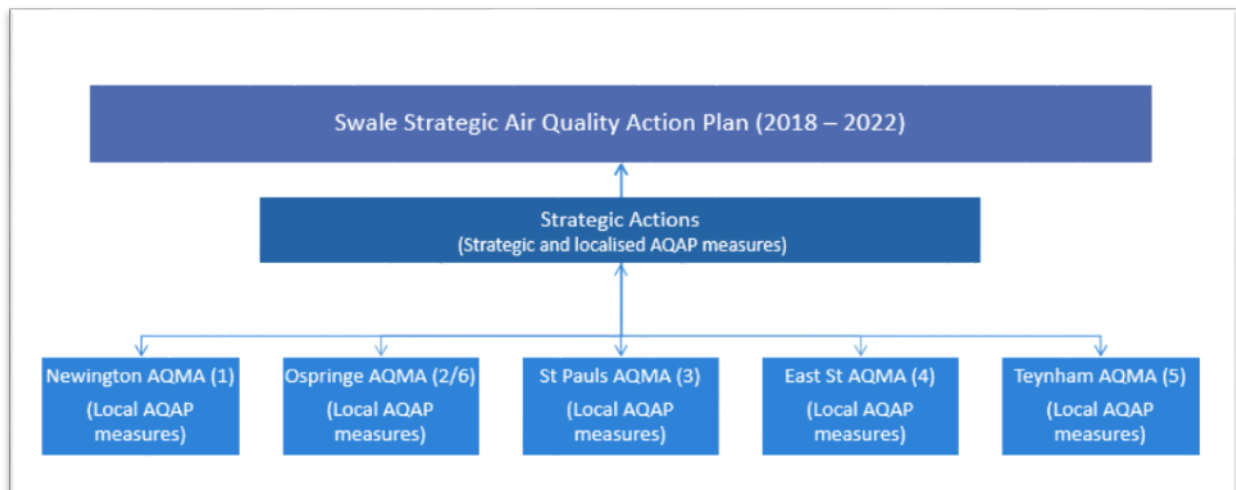 Swale Strategic Air Quality Action Plan (2018 – 2022)
Strategic Actions
(Strategic and localised AQAP measures)
Newington AQMA (1)
(Local AQAP
measures)
Ospringe AQMA (2/6)
(Local AQAP
measures)
St Pauls AQMA (3)
(Local AQAP
measures)
East St AQMA (4)
(Local AQAP
measures)
Teynham AQMA (5)
(Local AQAP
measures)